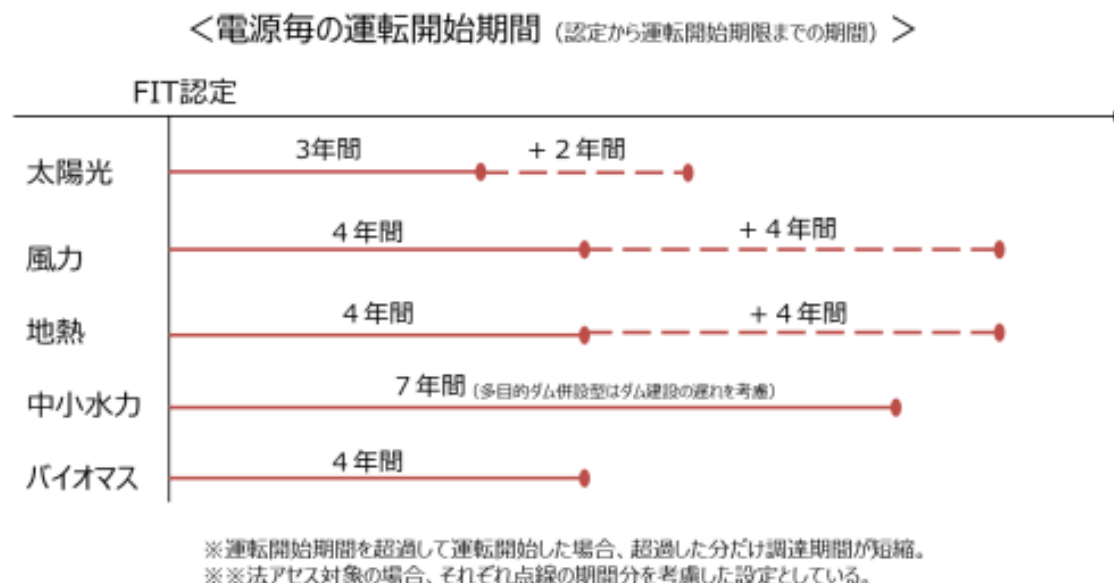 ＜電源毎の運転開始期間（認定から運転開始期限までの期間）＞
FIT認定
太陽光 3年間 +２年間
風力 ４年間 +４年間
地熱 ４年間 +４年間
中小水力 ７年間（多目的ダム併設型はダム建設の遅れを考慮）
バイオマス ４年間
※運転開始期間を超過して運転開始した場合、超過した分だけ調達期間が短縮。
※※法アセス対象の場合、それぞれ点線の期間分を考慮した設定としている。